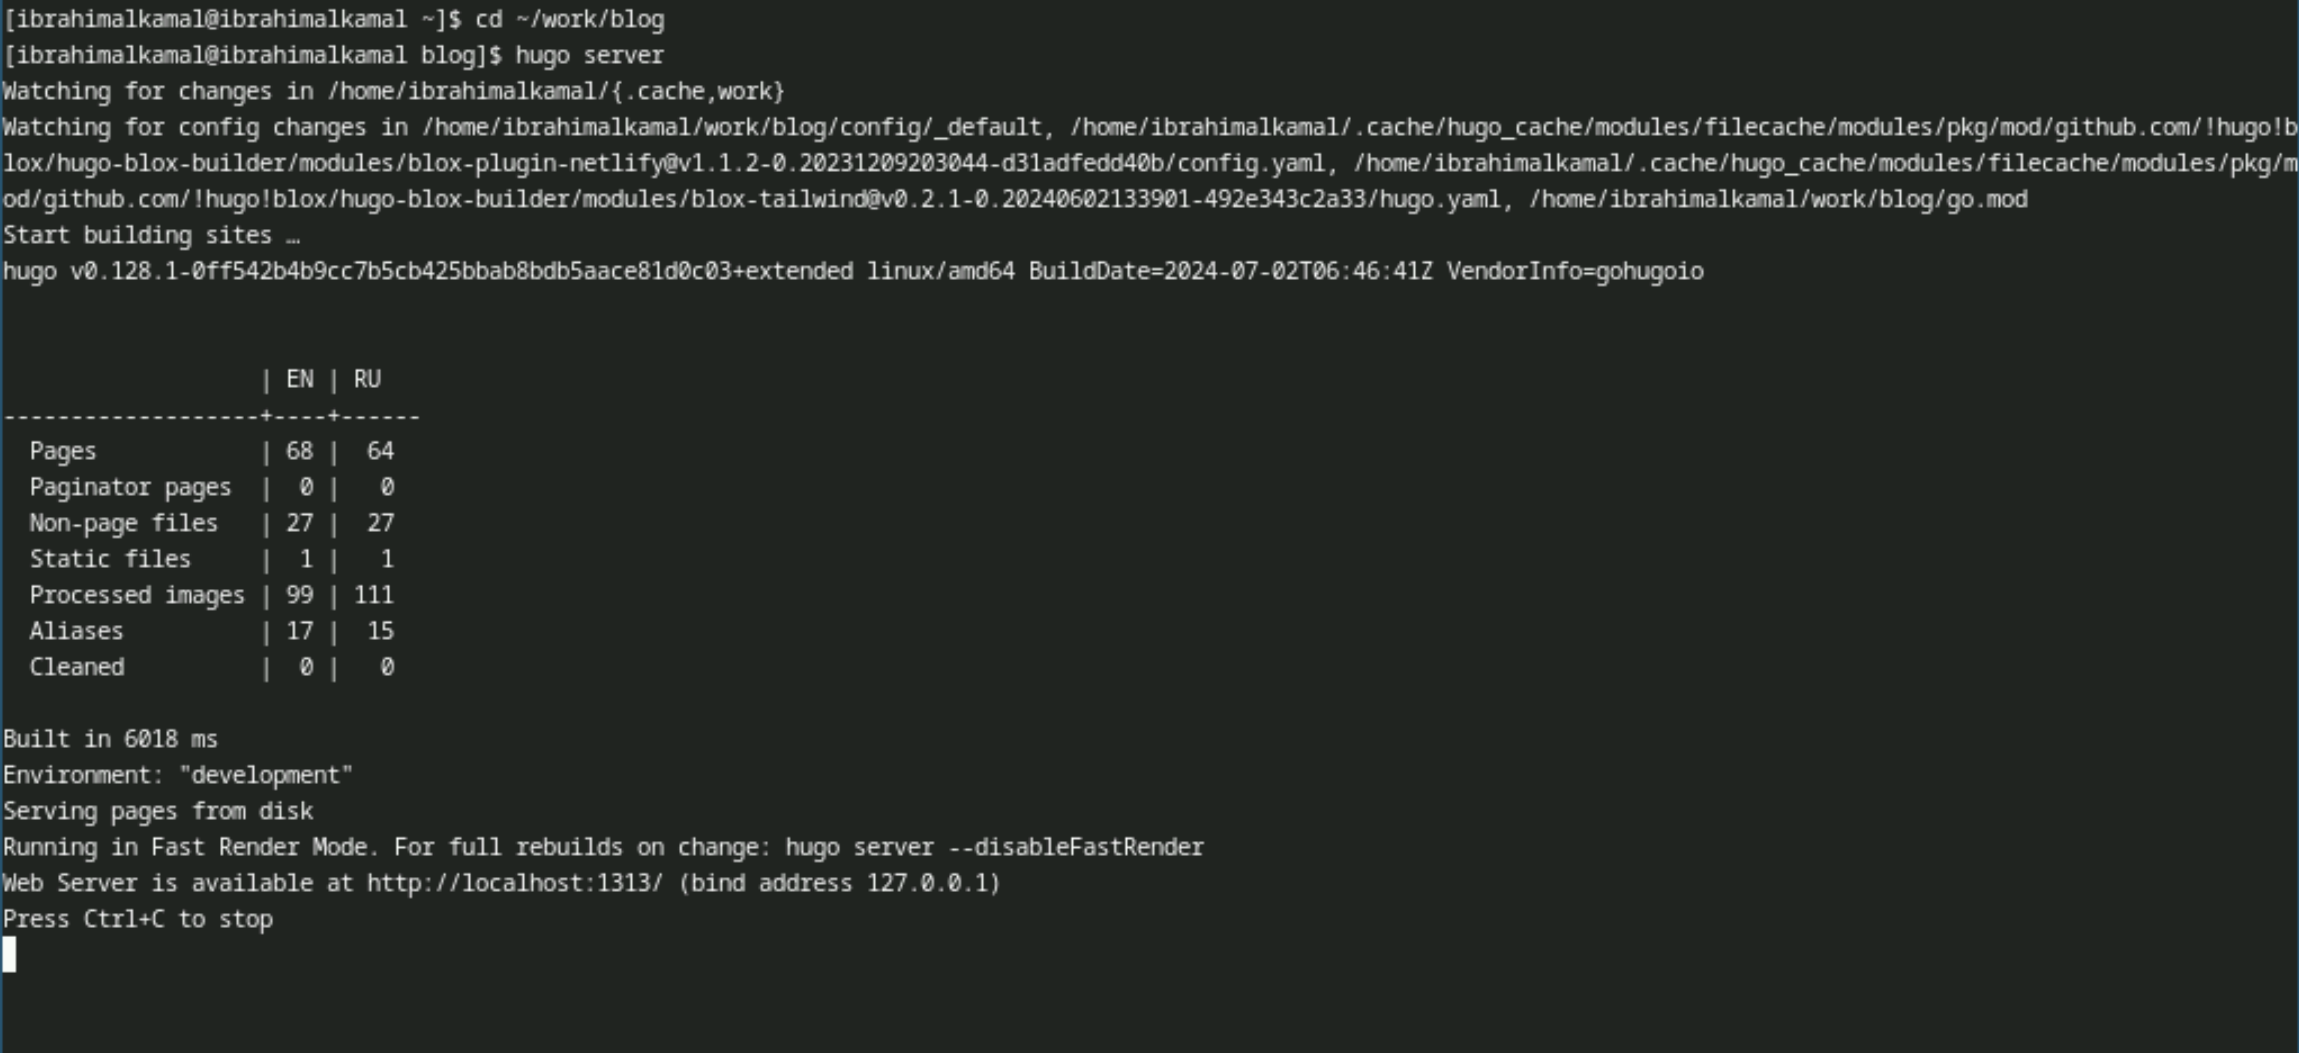 [ibrahimalkamal@ibrahimalkamal ~]$ cd ~/work/blog
[ibrahimalkamal@ibrahimalkamal blog]$ hugo server
Watching for changes in /home/ibrahimalkamal/{.cache,work}
Watching for config changes in /home/ibrahimalkamal/work/blog/config/_default, /home/ibrahimalkamal/.cache/hugo_cache/modules/filecache/modules/pkg/mod/github.com/!hugo!b
lox/hugo-blox-builder/modules/blox-plugin-netlify@v1.1.2-0.20231209203044-d31adfedd40b/config.yaml, /home/ibrahimalkamal/.cache/hugo_cache/modules/filecache/modules/pkg/m
od/github.com/!hugo!blox/hugo-blox-builder/modules/blox-tailwind@v0.2.1-0.20240602133901-492e343c2a33/hugo.yaml, /home/ibrahimalkamal/work/blog/go.mod
Start building sites …
hugo v0.128.1-0ff542b4b9cc7b5cb425bbab8bdb5aace81d0c03+extended linux/amd64 BuildDate=2024-07-02T06:46:41Z VendorInfo=gohugoio
                   | EN | RU
-------------------+----+------
  Pages            | 68 |  64
  Paginator pages  |  0 |   0
  Non-page files   | 27 |  27
  Static files     |  1 |   1
  Processed images | 99 | 111
  Aliases          | 17 |  15
  Cleaned          |  0 |   0
Built in 6018 ms
Environment: "development"
Serving pages from disk
Running in Fast Render Mode. For full rebuilds on change: hugo server --disableFastRender
Web Server is available at http://localhost:1313/ (bind address 127.0.0.1)
Press Ctrl+C to stop